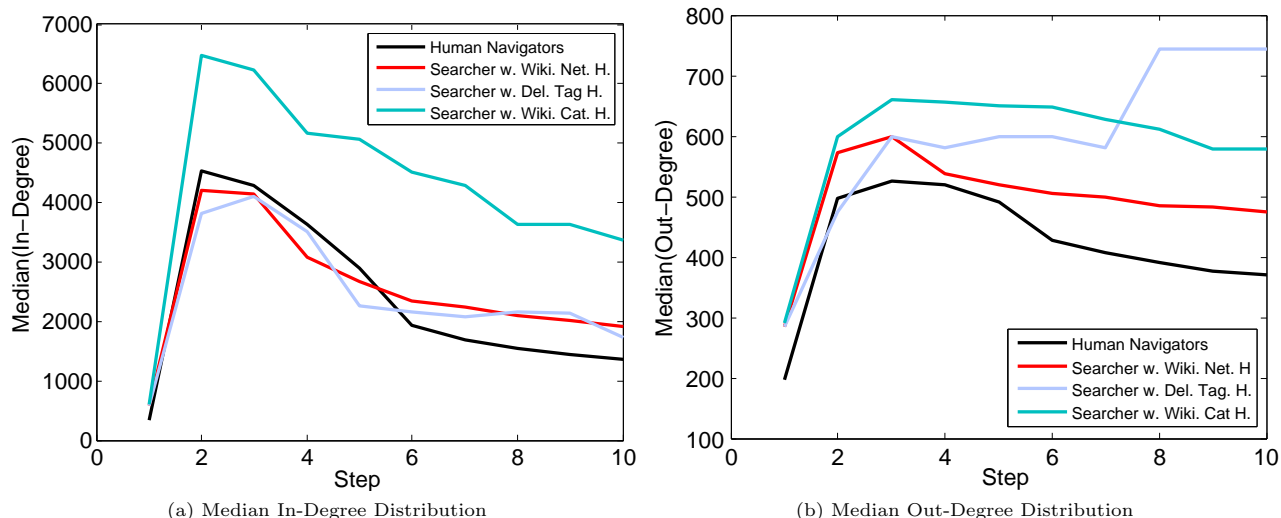 7000
6000
5000
4000
3000
2000
1000
0
0 2 4 6 8 10
Median(In−Degree)
Step
Human Navigators
Searcher w. Wiki. Net. H.
Searcher w. Del. Tag H.
Searcher w. Wiki. Cat. H.
(a) Median In-Degree Distribution
800
700
600
500
400
300
200
100
0 2 4 6 8 10
Median(Out−Degree)
Step
Human Navigators
Searcher w. Wiki. Net. H
Searcher w. Del. Tag. H.
Searcher w. Wiki. Cat H.
(b) Median Out-Degree Distribution